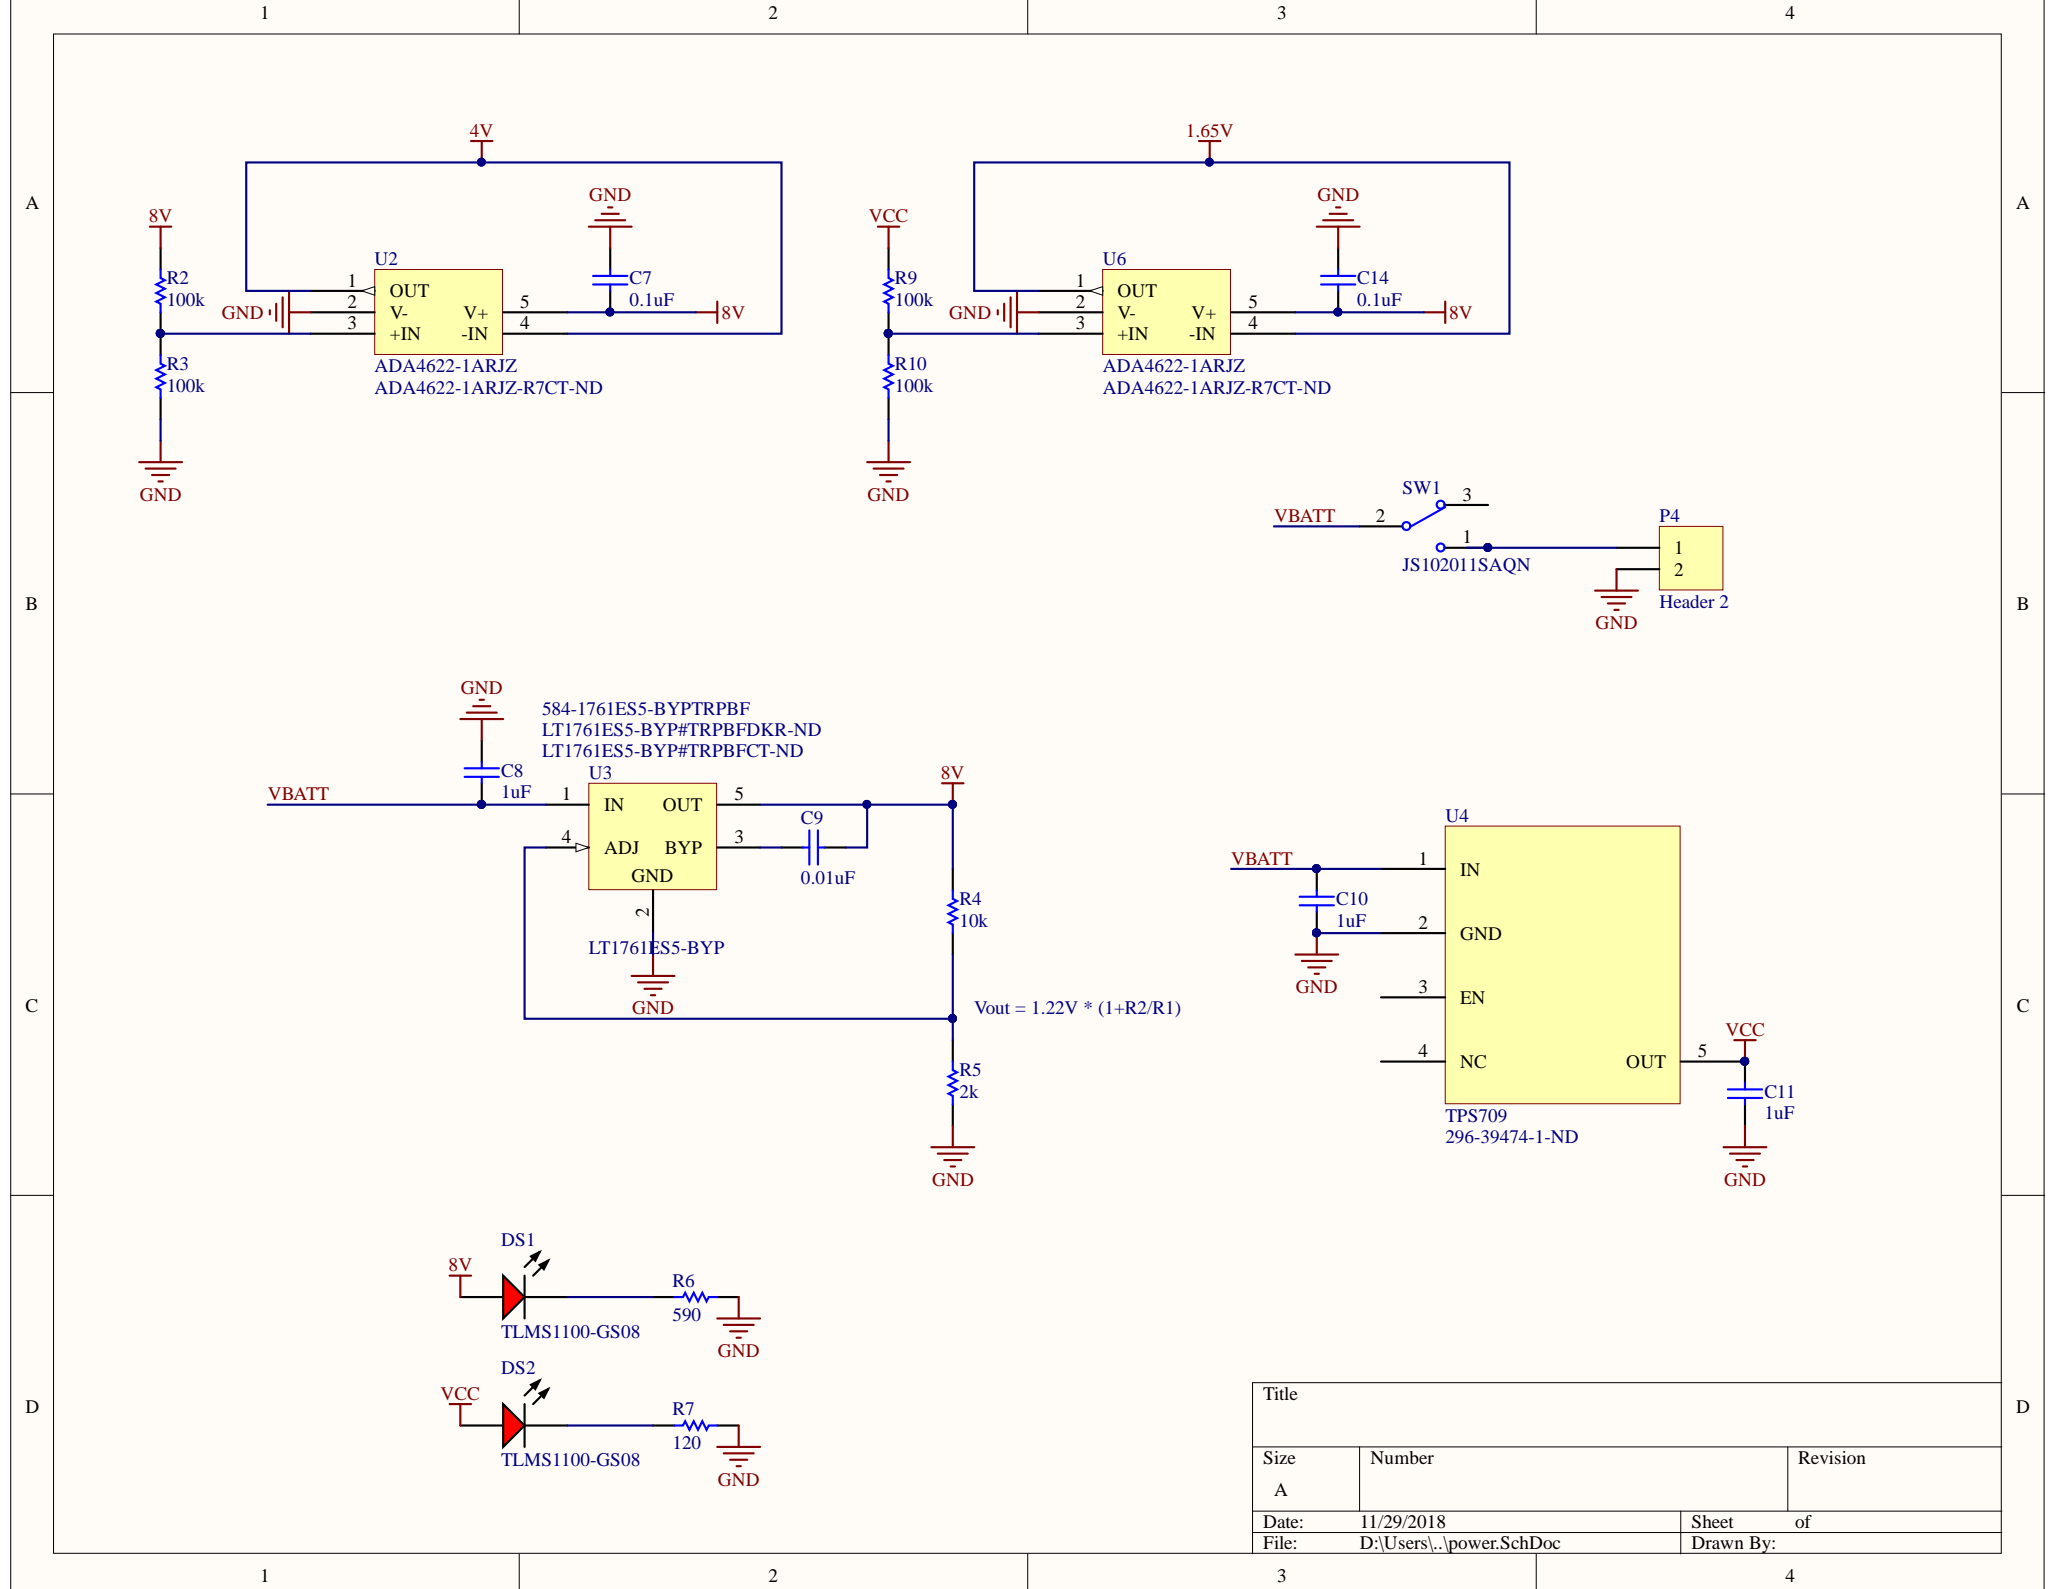 1 2 3 4
A A
B B
C C
D D
4V
8V
R2
100k
R3
100k
GND
GND
U2
1 OUT
2 V-
3 +IN
V+ 5
-IN 4
ADA4622-1ARJZ
ADA4622-1ARJZ-R7CT-ND
GND
C7
0.1uF
8V
1.65V
VCC
R9
100k
R10
100k
GND
GND
U6
1 OUT
2 V-
3 +IN
V+ 5
-IN 4
ADA4622-1ARJZ
ADA4622-1ARJZ-R7CT-ND
GND
C14
0.1uF
8V
SW1
VBATT 2
3
1
JS102011SAQN
P4
1
2
Header 2
GND
GND
C8
1uF
VBATT
584-1761ES5-BYPTRPBF
LT1761ES5-BYP#TRPBFDKR-ND
LT1761ES5-BYP#TRPBFCT-ND
U3
1 IN OUT 5
4 ADJ BYP 3
GND
2
LT1761ES5-BYP
GND
C9
0.01uF
8V
R4
10k
Vout = 1.22V * (1+R2/R1)
R5
2k
GND
U4
VBATT 1 IN
C10
1uF
2 GND
GND
3 EN
4 NC OUT 5
TPS709
296-39474-1-ND
VCC
C11
1uF
GND
DS1
8V
R6
590
TLMS1100-GS08
GND
DS2
VCC
R7
120
TLMS1100-GS08
GND
Title
Size Number Revision
A
Date: 11/29/2018 Sheet of
File: D:\Users\..\power.SchDoc Drawn By:
1 2 3 4